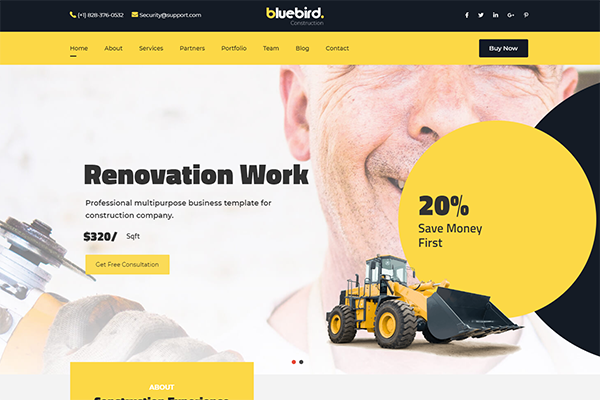 (+1) 828-376-0532
Security@support.com
bluebird.
Construction
Home
About
Services
Partners
Portfolio
Team
Blog
Contact
Buy Now
Renovation Work
Professional multipurpose business template for
construction company.
$320/ Sqft
Get Free Consultation
20%
Save Money
First
ABOUT
Construction Experience